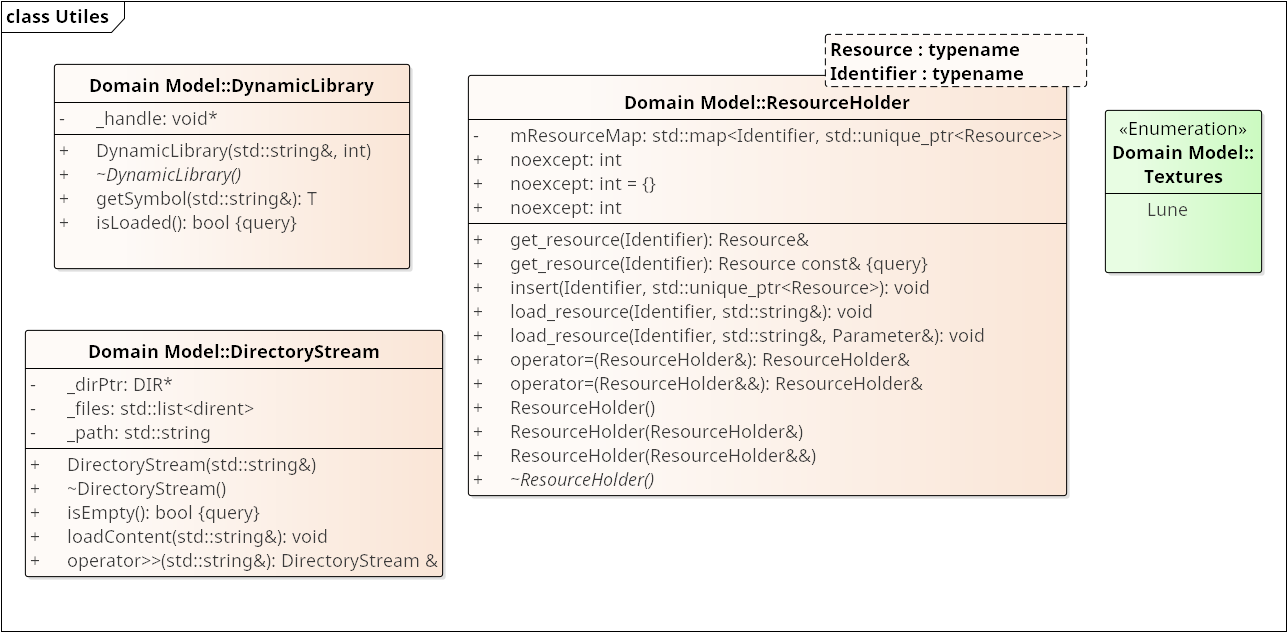 class Utiles
Domain Model::DynamicLibrary
- _handle: void*
+ DynamicLibrary(std::string&, int)
+ ~DynamicLibrary()
+ getSymbol(std::string&): T
+ isLoaded(): bool {query}
Domain Model::DirectoryStream
- _dirPtr: DIR*
- _files: std::list<dirent>
- _path: std::string
+ DirectoryStream(std::string&)
+ ~DirectoryStream()
+ isEmpty(): bool {query}
+ loadContent(std::string&): void
+ operator>>(std::string&): DirectoryStream &
Resource : typename
Identifier : typename
Domain Model::ResourceHolder
- mResourceMap: std::map<Identifier, std::unique_ptr<Resource>>
+ noexcept: int
+ noexcept: int = {}
+ noexcept: int
+ get_resource(Identifier): Resource&
+ get_resource(Identifier): Resource const& {query}
+ insert(Identifier, std::unique_ptr<Resource>): void
+ load_resource(Identifier, std::string&): void
+ load_resource(Identifier, std::string&, Parameter&): void
+ operator=(ResourceHolder&): ResourceHolder&
+ operator=(ResourceHolder&&): ResourceHolder&
+ ResourceHolder()
+ ResourceHolder(ResourceHolder&)
+ ResourceHolder(ResourceHolder&&)
+ ~ResourceHolder()
«Enumeration»
Domain Model::
Textures
Lune